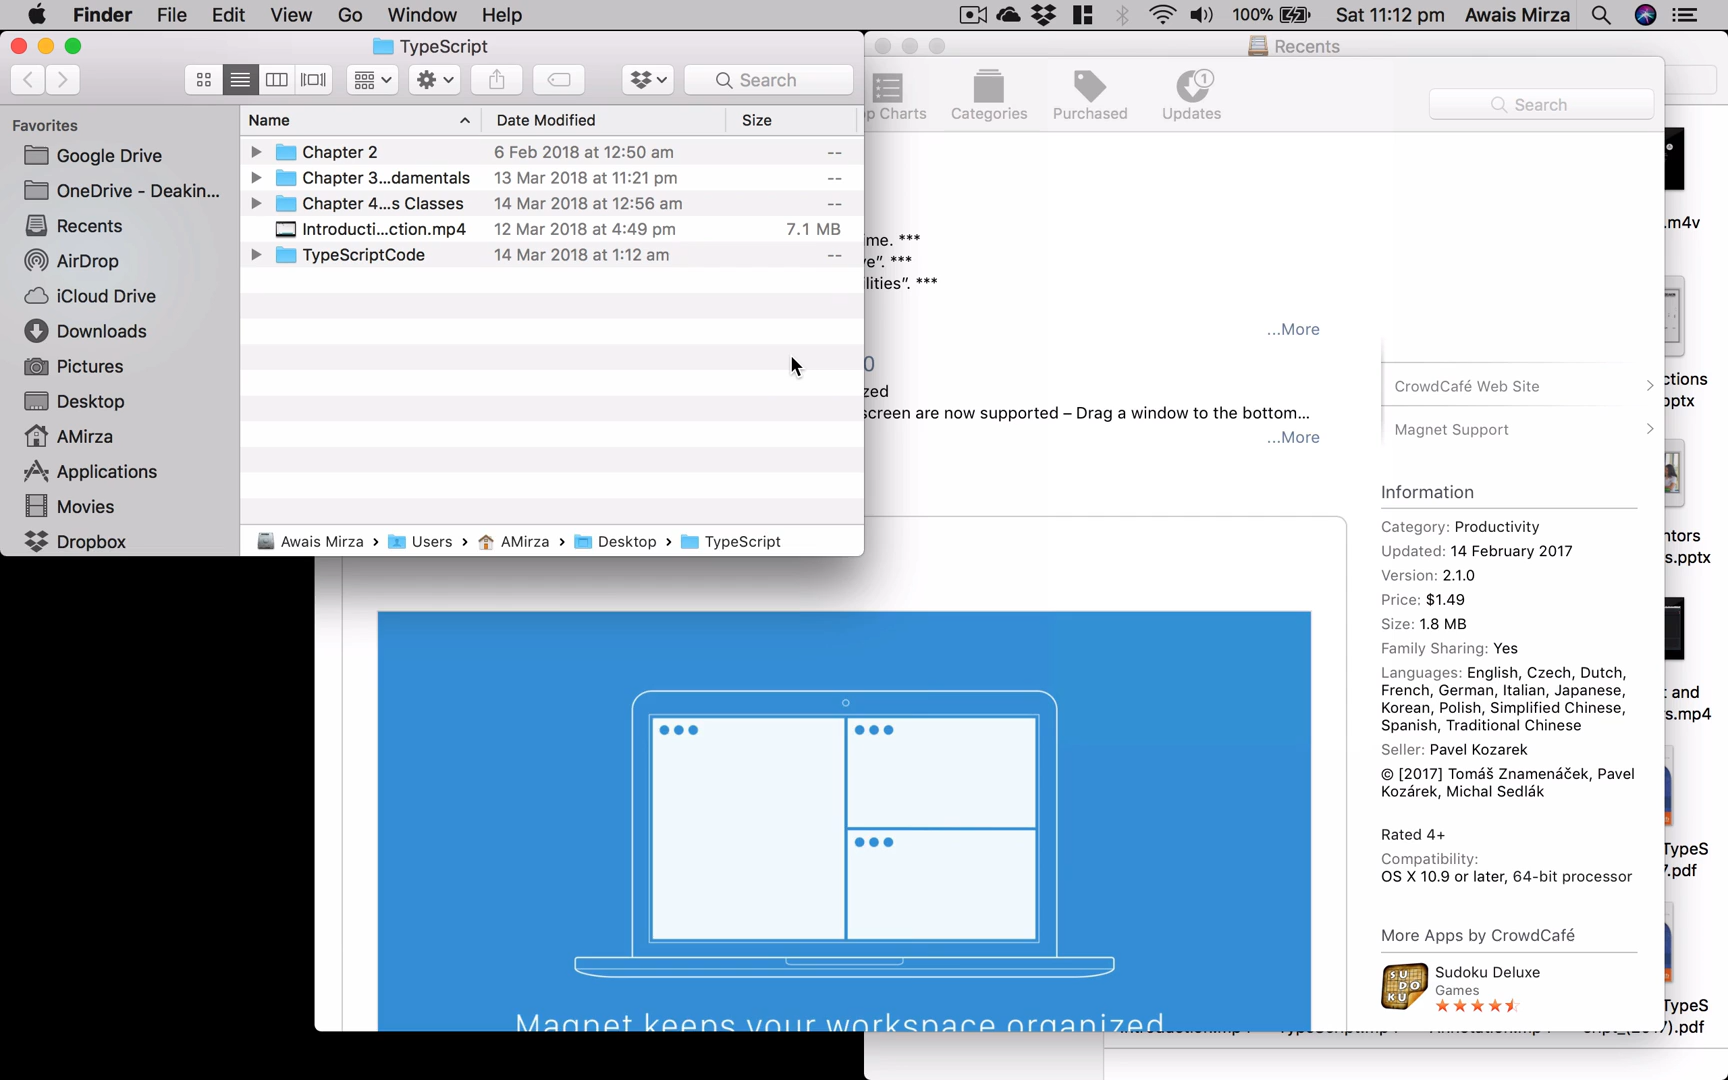 Finder File Edit View Go Window Help 100% Sat 11:12 pm Awais Mirza
TypeScript
Search
Favorites
Google Drive
OneDrive - Deakin...
Recents
AirDrop
iCloud Drive
Downloads
Pictures
Desktop
AMirza
Applications
Movies
Dropbox
Name Date Modified Size
Chapter 2 6 Feb 2018 at 12:50 am --
Chapter 3...damentals 13 Mar 2018 at 11:21 pm --
Chapter 4...s Classes 14 Mar 2018 at 12:56 am --
Introducti...ction.mp4 12 Mar 2018 at 4:49 pm 7.1 MB
TypeScriptCode 14 Mar 2018 at 1:12 am --
Awais Mirza › Users › AMirza › Desktop › TypeScript
Recents
p Charts Categories Purchased Updates 1
Search
me. ***
e”. ***
lities”. ***
...More
0
zed
screen are now supported – Drag a window to the bottom...
...More
CrowdCafé Web Site
Magnet Support
Information
Category: Productivity
Updated: 14 February 2017
Version: 2.1.0
Price: $1.49
Size: 1.8 MB
Family Sharing: Yes
Languages: English, Czech, Dutch,
French, German, Italian, Japanese,
Korean, Polish, Simplified Chinese,
Spanish, Traditional Chinese
Seller: Pavel Kozarek
© [2017] Tomáš Znamenáček, Pavel
Kozárek, Michal Sedlák
Rated 4+
Compatibility:
OS X 10.9 or later, 64-bit processor
More Apps by CrowdCafé
SUDOKU
Sudoku Deluxe
Games
Magnet keeps your workspace organized
.m4v
ctions
pptx
ntors
s.pptx
t and
s.mp4
TypeS
7.pdf
TypeS
7).pdf